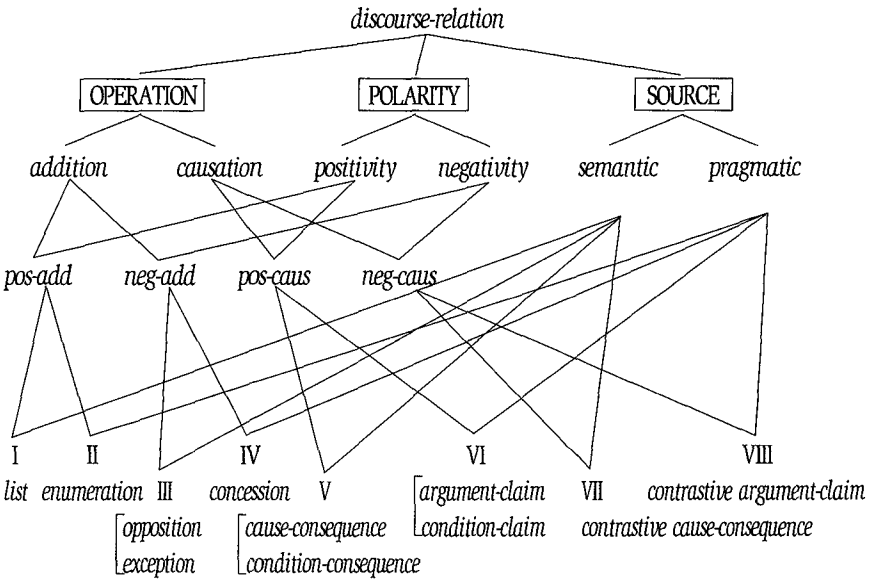 discourse-relation
OPERATION POLARITY SOURCE
addition causation positivity negativity semantic pragmatic
pos-add neg-add pos-caus neg-caus
I II IV VI VIII
list enumeration III concession V argument-claim VII contrastive argument-claim
opposition cause-consequence condition-claim contrastive cause-consequence
exception condition-consequence